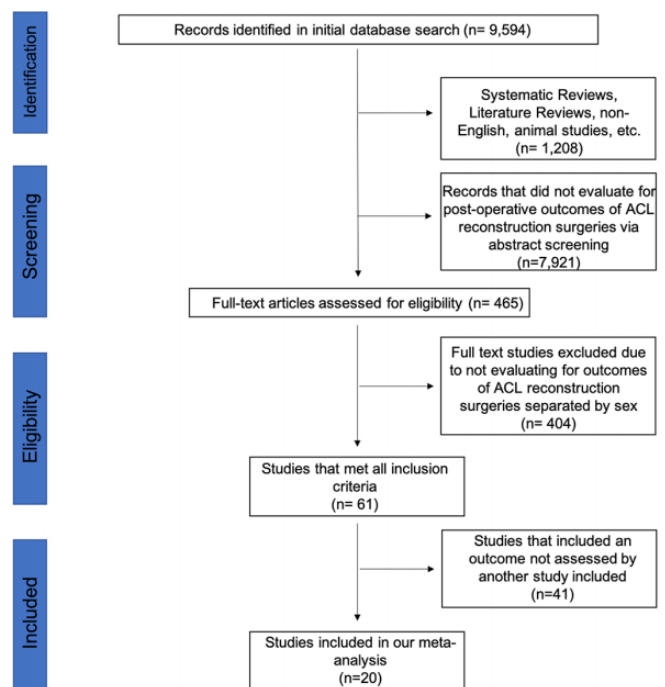 Identification
Records identified in initial database search (n= 9,594)
Systematic Reviews,
Literature Reviews, non-
English, animal studies, etc.
(n= 1,208)
Screening
Records that did not evaluate for
post-operative outcomes of ACL
reconstruction surgeries via
abstract screening
(n=7,921)
Full-text articles assessed for eligibility (n= 465)
Eligibility
Full text studies excluded due
to not evaluating for outcomes
of ACL reconstruction
surgeries separated by sex
(n= 404)
Studies that met all inclusion
criteria
(n= 61)
Included
Studies that included an
outcome not assessed by
another study included
(n=41)
Studies included in our meta-
analysis
(n=20)